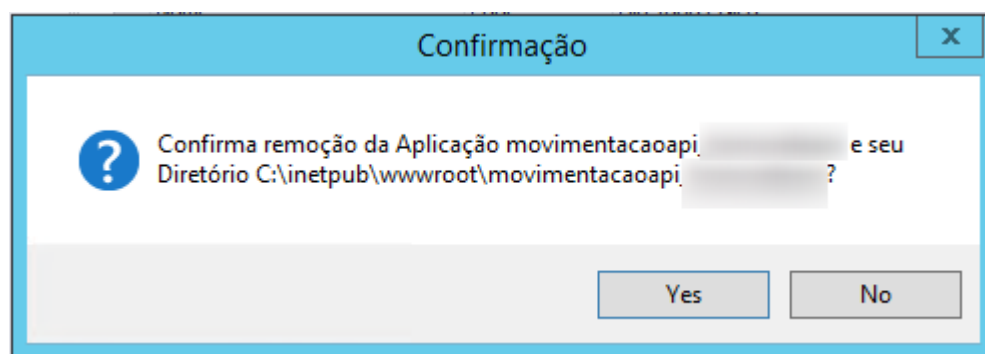 Confirmação
x
Confirma remoção da Aplicação movimentacaoapi_ e seu
Diretório C:\inetpub\wwwroot\movimentacaoapi_ ?
Yes
No